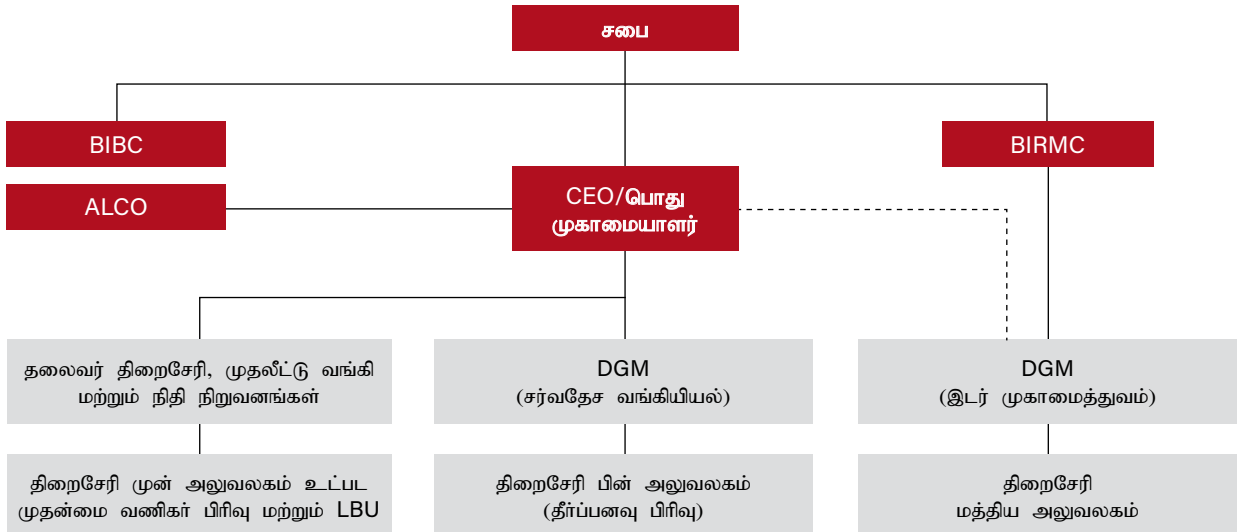 சபை
BIBC
BIRMC
ALCO
CEO/பொது
முகாமையாளர்
தலைவர் திறைசேரி, முதலீட்டு வங்கி
மற்றும் நிதி நிறுவனங்கள்
DGM
(சர்வதேச வங்கியியல்)
DGM
(இடர் முகாமைத்துவம்)
திறைசேரி முன் அலுவலகம் உட்பட
முதன்மை வணிகர் பிரிவு மற்றும் LBU
திறைசேரி பின் அலுவலகம்
(தீர்ப்பனவு பிரிவு)
திறைசேரி
மத்திய அலுவலகம்